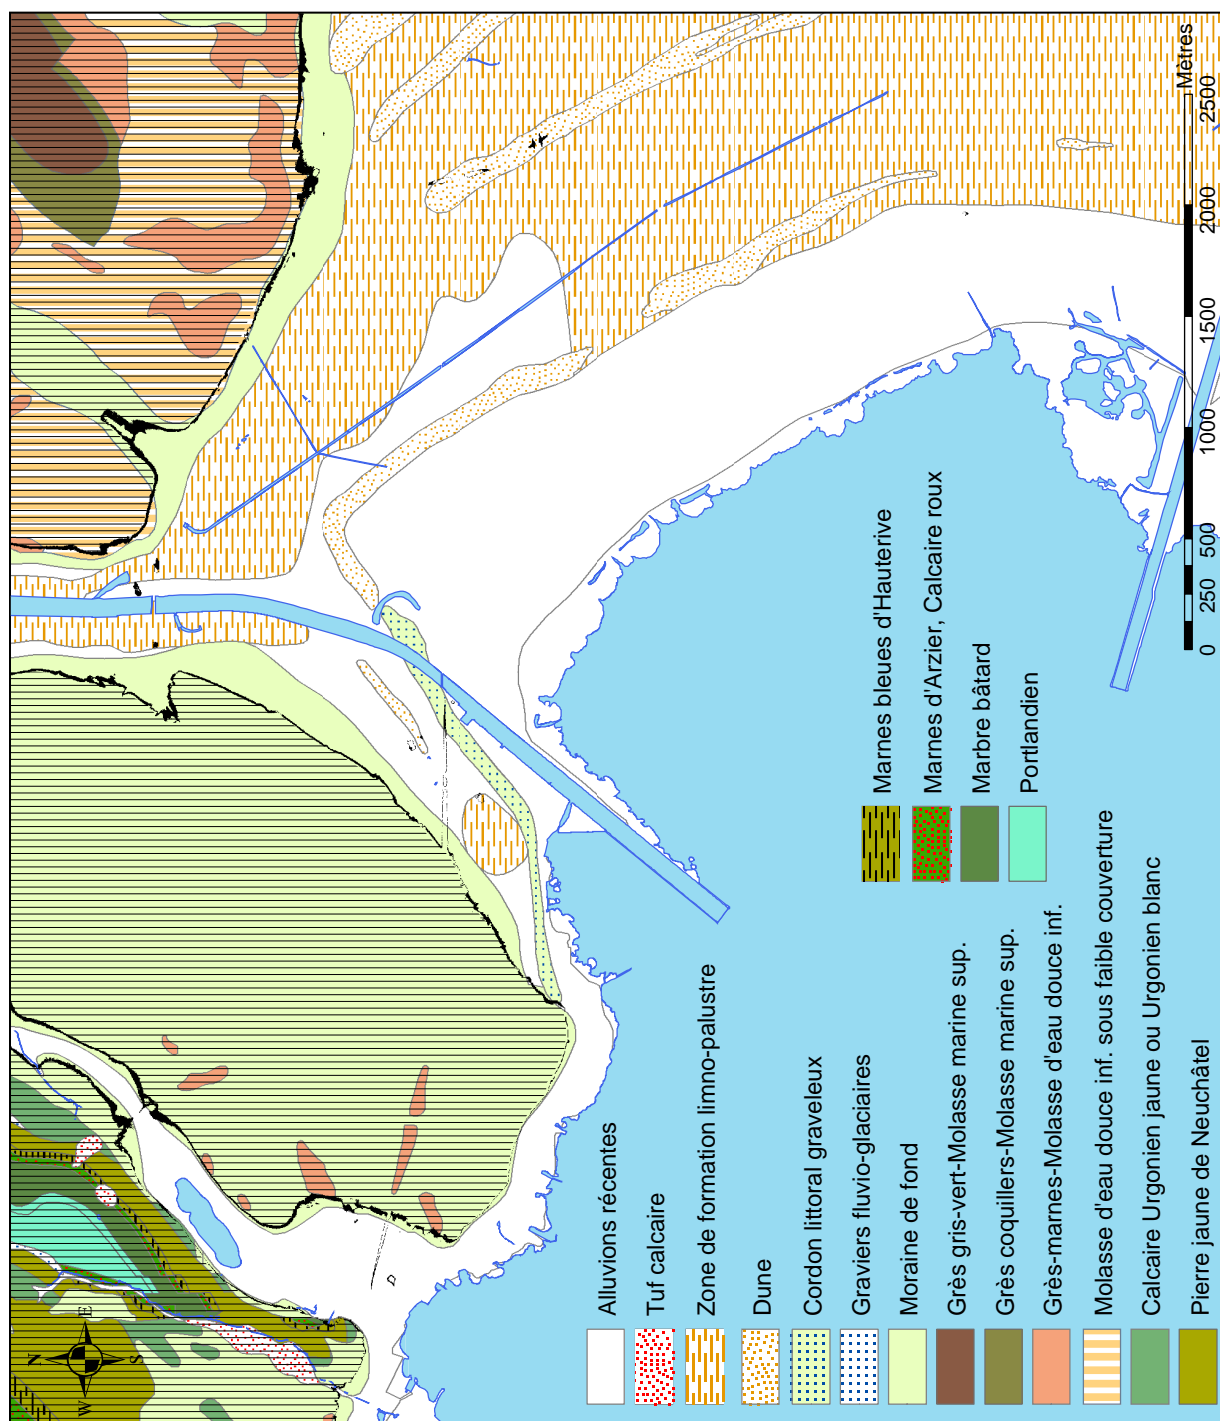 N
W
E
S
D
Alluvions récentes
Tuf calcaire
Zone de formation limno-palustre
Dune
Cordon littoral graveleux
Graviers fluvio-glaciaires
Moraine de fond
Grès gris-vert-Molasse marine sup.
Grès coquillers-Molasse marine sup.
Grès-marnes-Molasse d'eau douce inf.
Molasse d'eau douce inf. sous faible couverture
Calcaire Urgonien jaune ou Urgonien blanc
Pierre jaune de Neuchâtel
Marnes bleues d'Hauterive
Marnes d'Arzier, Calcaire roux
Marbre bâtard
Portlandien
0 250 500 1000 1500 2000 2500
Mètres